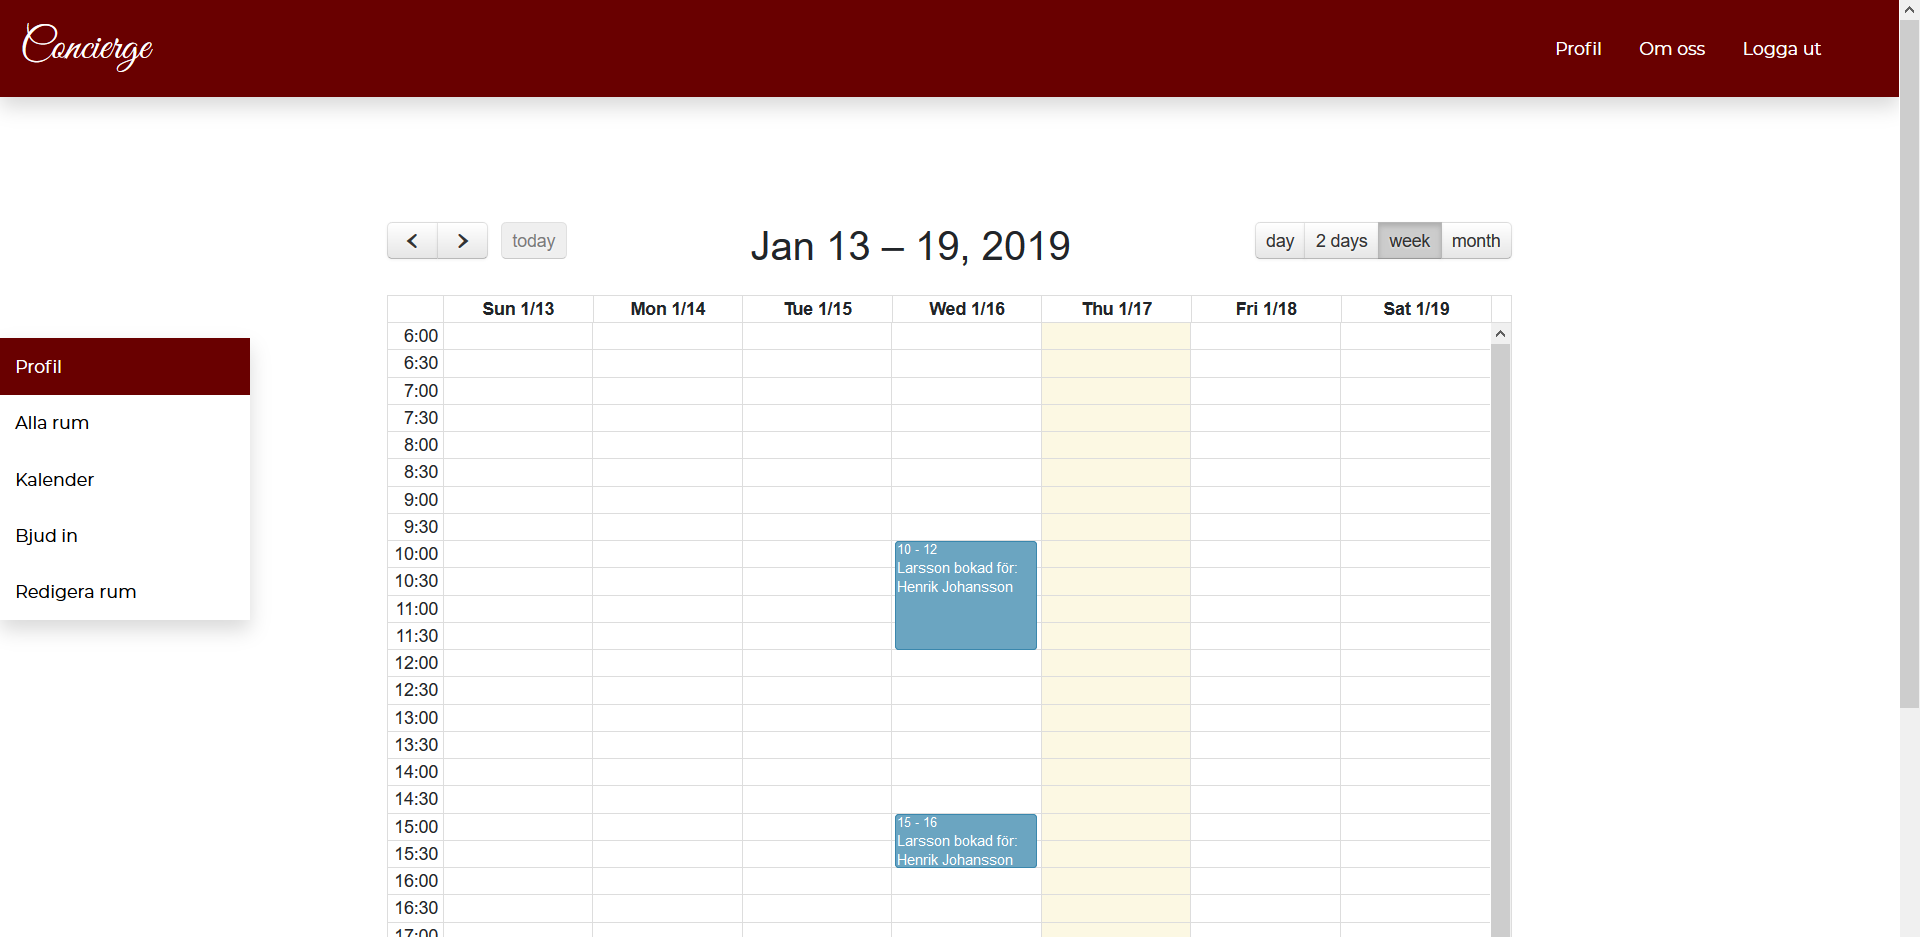 Concierge
Profil Om oss Logga ut
today
Jan 13 – 19, 2019
day 2 days week month
Sun 1/13 Mon 1/14 Tue 1/15 Wed 1/16 Thu 1/17 Fri 1/18 Sat 1/19
Profil
Alla rum
Kalender
Bjud in
Redigera rum
6:00
6:30
7:00
7:30
8:00
8:30
9:00
9:30
10:00
10:30
11:00
11:30
12:00
12:30
13:00
13:30
14:00
14:30
15:00
15:30
16:00
16:30
17:00
10 - 12
Larsson bokad för:
Henrik Johansson
15 - 16
Larsson bokad för:
Henrik Johansson